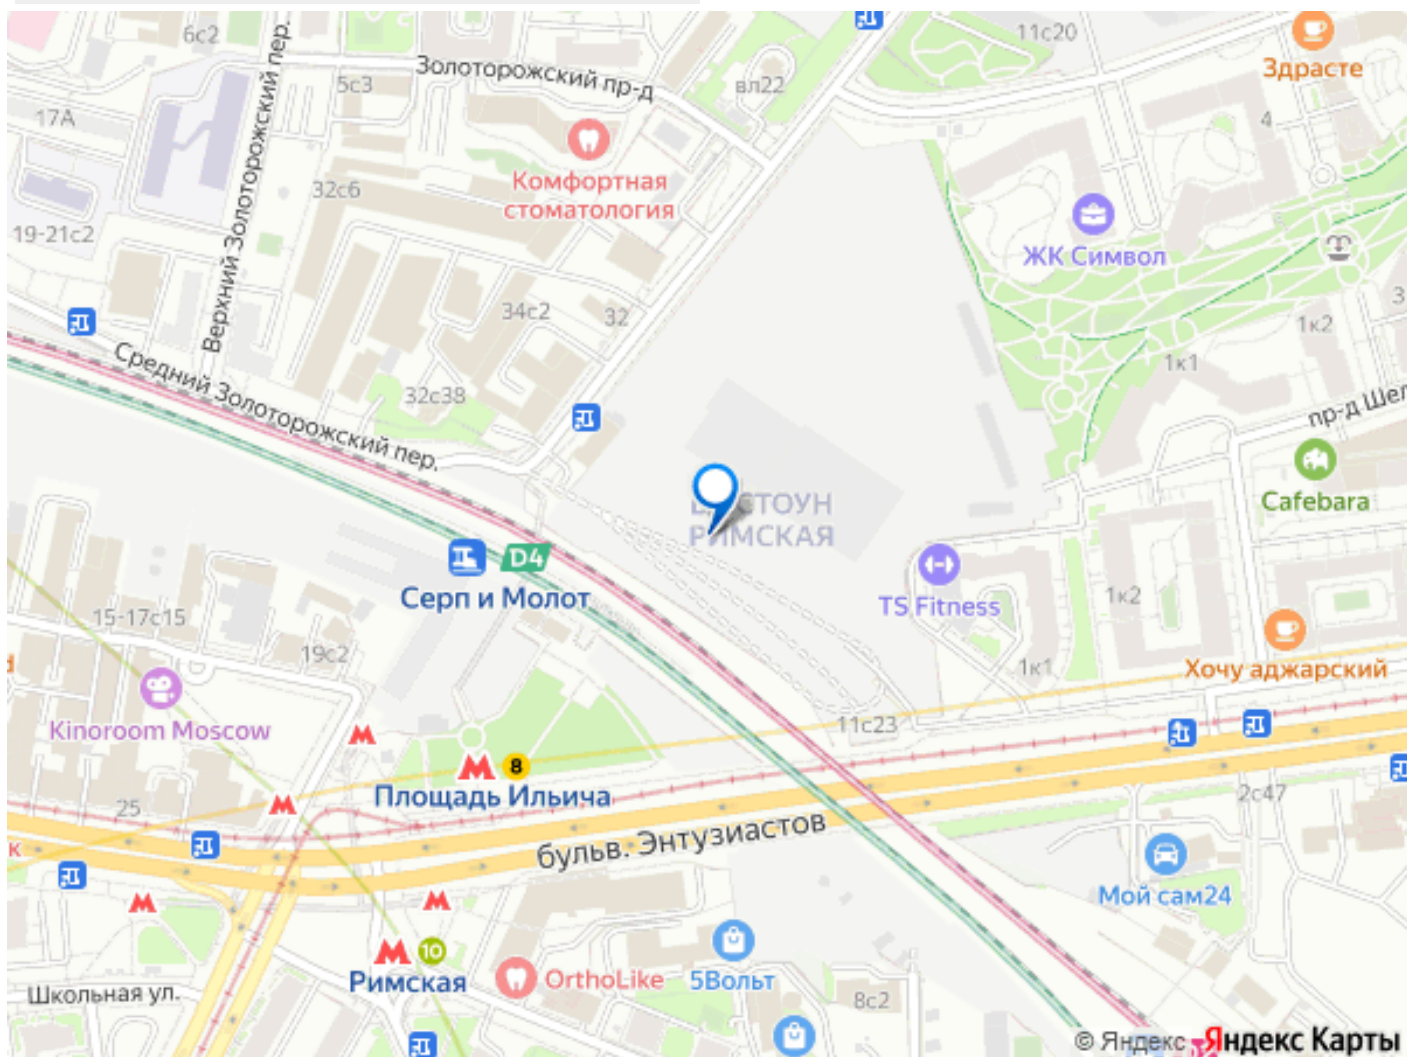 6с2
11с20
Здрасте
Золоторожский пр-д
5с3
вл22
17А
4
Верхний Золоторожский пер.
Комфортная
стоматология
32с6
19-21с2
ЖК Символ
34с2
32
1к2
3
1к1
Средний Золоторожский пер.
32с38
пр-д Шел
Cafebara
СТОУН
РИМСКАЯ
D4
Серп и Молот
TS Fitness
1к2
15-17с15
19с2
1к1
Хочу аджарский
Kinoroom Moscow
11с23
8
Площадь Ильича
25
2с47
к
бульв. Энтузиастов
Мой сам24
10
Римская
OrthoLike
5Вольт
8с2
Школьная ул.
© Яндекс
Яндекс Карты